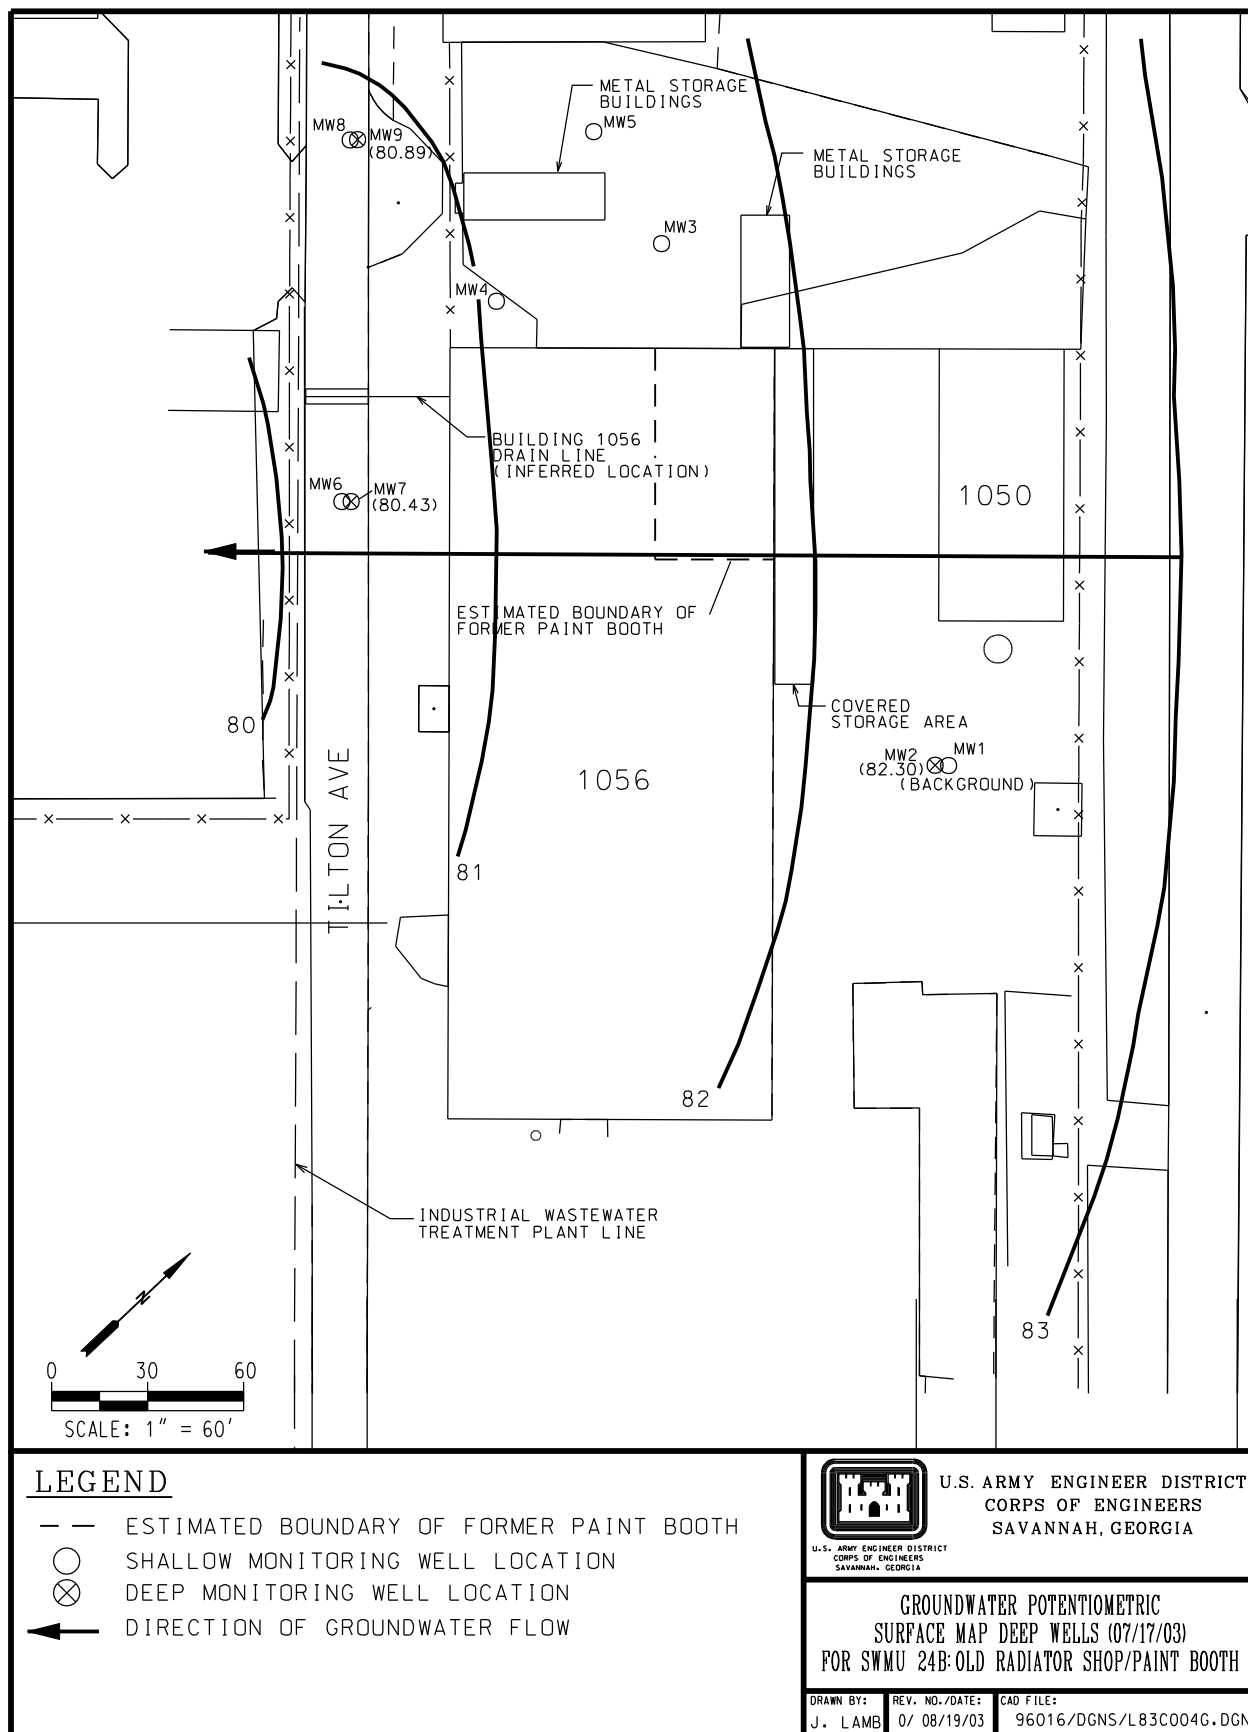 METAL STORAGE
BUILDINGS
MW8
MW9
(80.89)
MW5
METAL STORAGE
BUILDINGS
MW3
MW4
BUILDING 1056
DRAIN LINE
(INFERRED LOCATION)
MW6
MW7
(80.43)
1050
ESTIMATED BOUNDARY OF
FORMER PAINT BOOTH
80
COVERED
STORAGE AREA
MW2
(82.30)
MW1
(BACKGROUND)
1056
TILTON AVE
81
82
INDUSTRIAL WASTEWATER
TREATMENT PLANT LINE
83
N
0 30 60
SCALE: 1" = 60'
LEGEND
ESTIMATED BOUNDARY OF FORMER PAINT BOOTH
SHALLOW MONITORING WELL LOCATION
DEEP MONITORING WELL LOCATION
DIRECTION OF GROUNDWATER FLOW
U.S. ARMY ENGINEER DISTRICT
CORPS OF ENGINEERS
SAVANNAH, GEORGIA
U.S. ARMY ENGINEER DISTRICT
CORPS OF ENGINEERS
SAVANNAH, GEORGIA
GROUNDWATER POTENTIOMETRIC
SURFACE MAP DEEP WELLS (07/17/03)
FOR SWMU 24B: OLD RADIATOR SHOP/PAINT BOOTH
DRAWN BY:
J. LAMB
REV. NO./DATE:
0/ 08/19/03
CAD FILE:
96016/DGNS/L83C004G.DGN